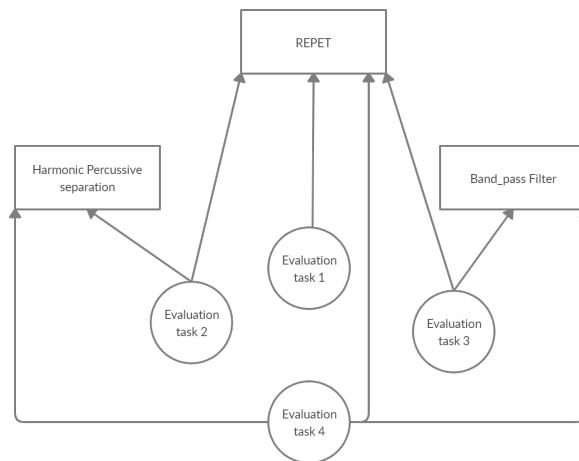 REPET
Harmonic Percussive
separation
Band_pass Filter
Evaluation
task 1
Evaluation
task 2
Evaluation
task 3
Evaluation
task 4